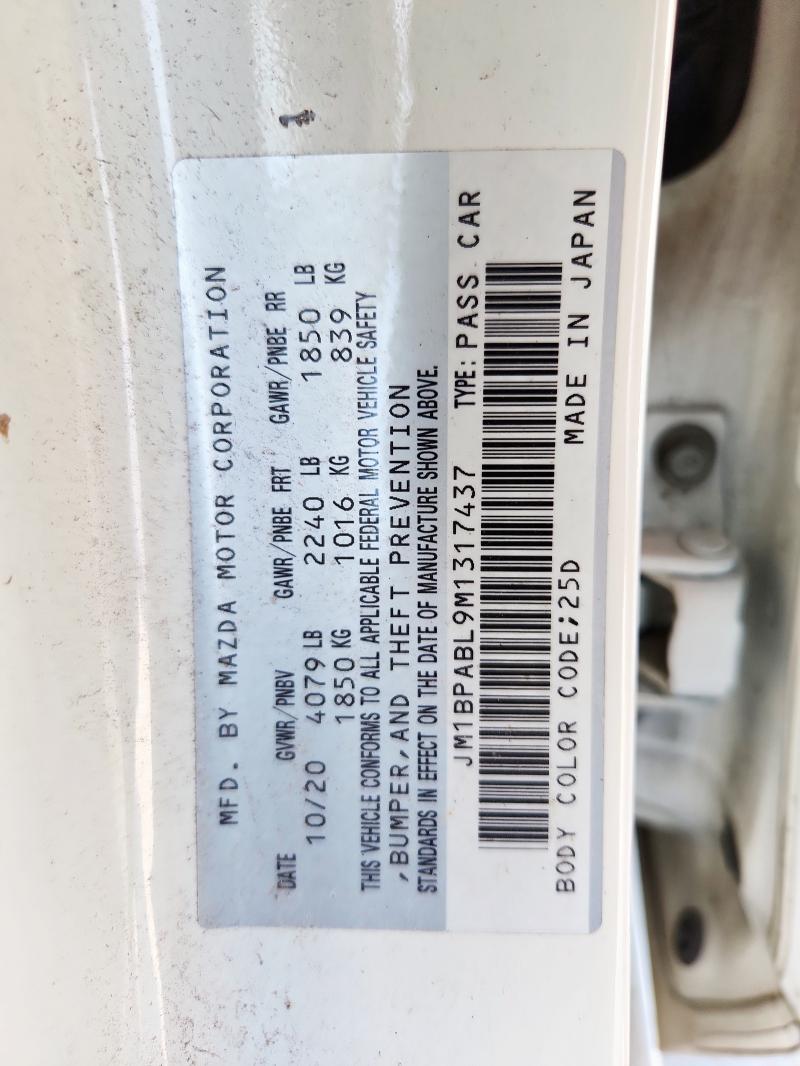 MFD. BY MAZDA MOTOR CORPORATION
DATE GVWR/PNBV GAWR/PNBE FRT GAWR/PNBE RR
10/20 4079 LB 2240 LB 1850 LB
1850 KG 1016 KG 839 KG
THIS VEHICLE CONFORMS TO ALL APPLICABLE FEDERAL MOTOR VEHICLE SAFETY
,BUMPER,AND THEFT PREVENTION
STANDARDS IN EFFECT ON THE DATE OF MANUFACTURE SHOWN ABOVE.
JM1BPABL9M1317437 TYPE: PASS CAR
BODY COLOR CODE;25D MADE IN JAPAN